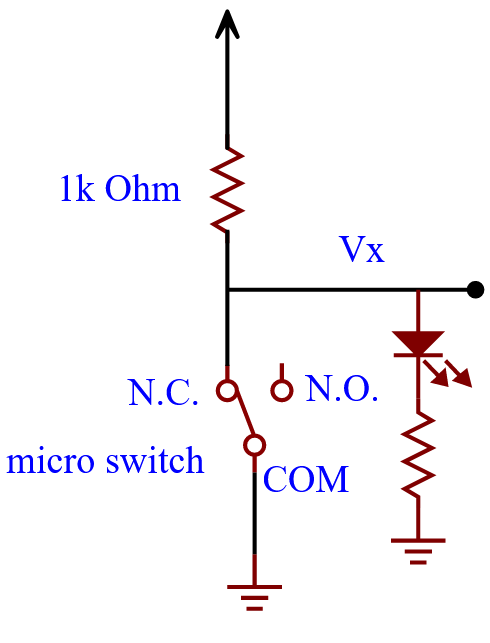 1k Ohm
Vx
N.C.
N.O.
micro switch
COM